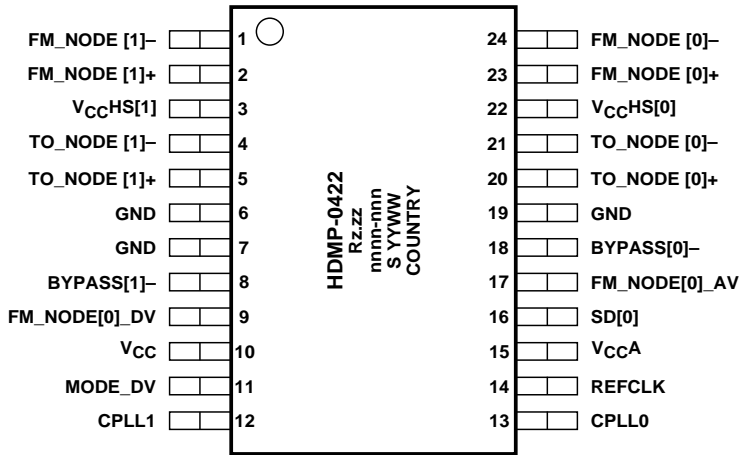 FM_NODE [1]– 1 24 FM_NODE [0]–
FM_NODE [1]+ 2 23 FM_NODE [0]+
VCCHS[1] 3 22 VCCHS[0]
TO_NODE [1]– 4 21 TO_NODE [0]–
TO_NODE [1]+ 5 20 TO_NODE [0]+
GND 6 19 GND
GND 7 18 BYPASS[0]–
BYPASS[1]– 8 17 FM_NODE[0]_AV
FM_NODE[0]_DV 9 16 SD[0]
VCC 10 15 VCCA
MODE_DV 11 14 REFCLK
CPLL1 12 13 CPLL0
HDMP-0422
Rz.zz
nnnn-nnn
S YYWW
COUNTRY